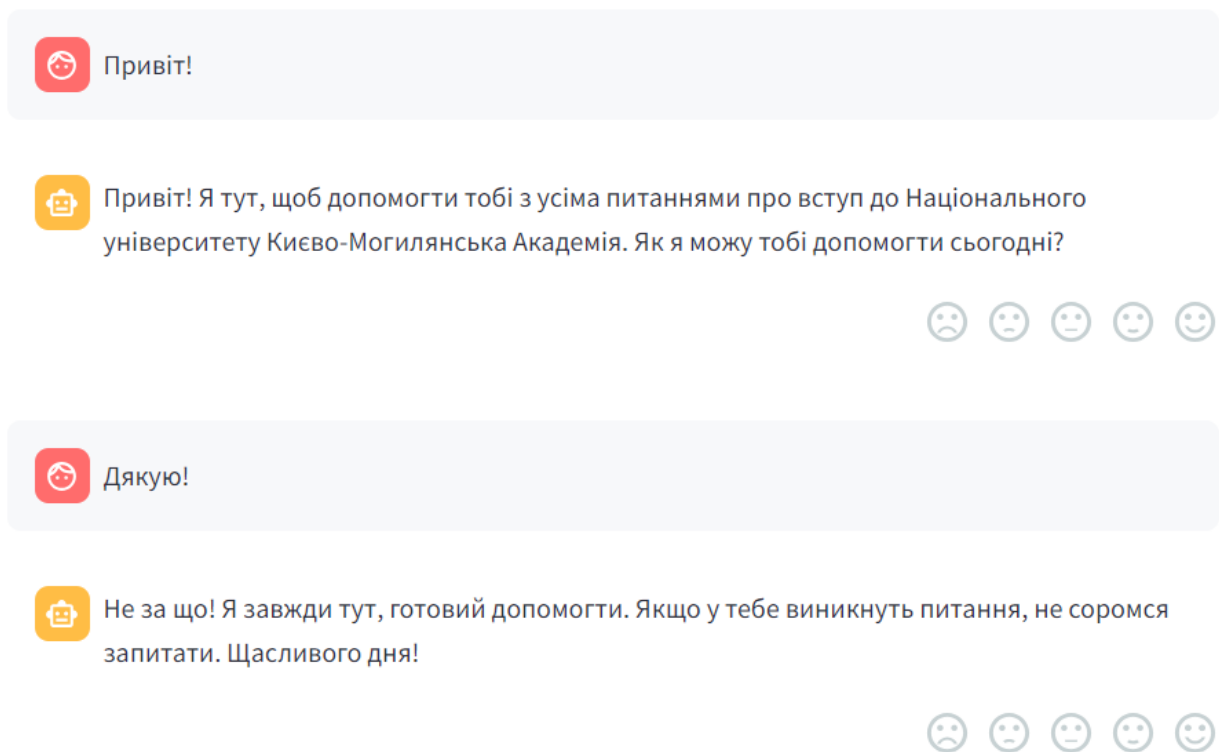 Привіт!
Привіт! Я тут, щоб допомогти тобі з усіма питаннями про вступ до Національного
університету Києво-Могилянська Академія. Як я можу тобі допомогти сьогодні?
Дякую!
Не за що! Я завжди тут, готовий допомогти. Якщо у тебе виникнуть питання, не соромся
запитати. Щасливого дня!